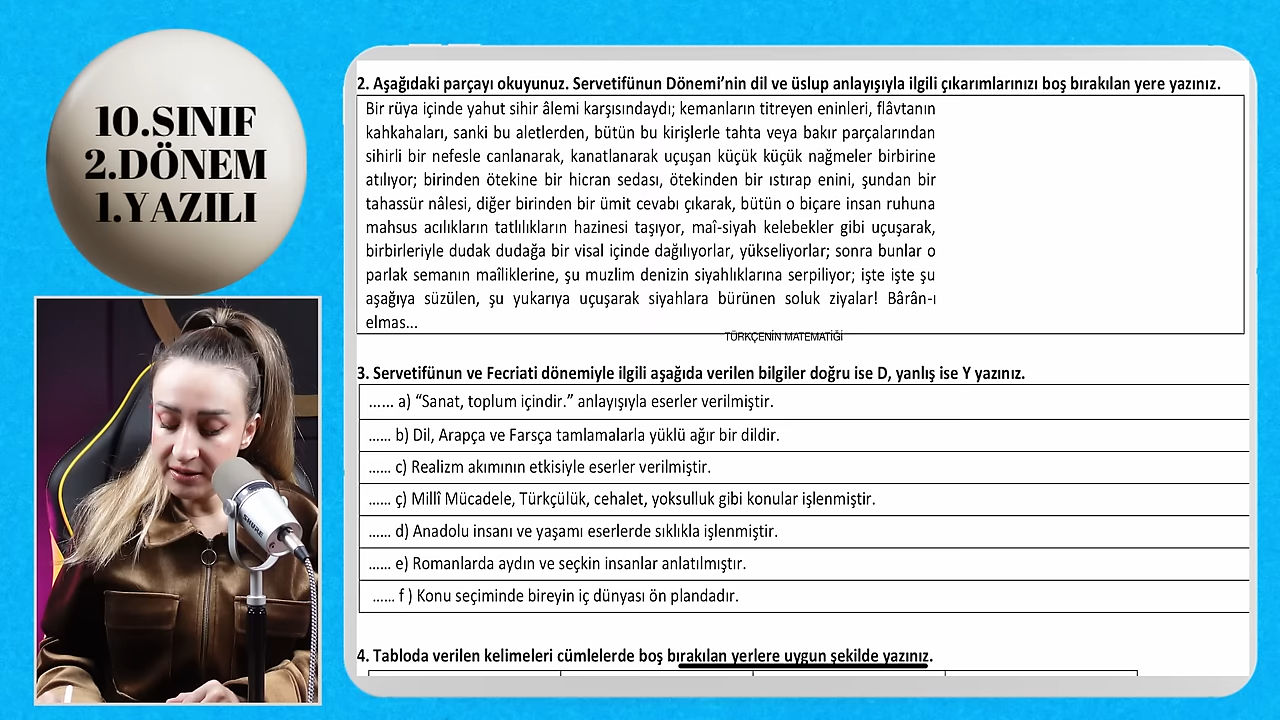 10.SINIF
2.DÖNEM
1.YAZILI
2. Aşağıdaki parçayı okuyunuz. Servetifünun Dönemi’nin dil ve üslup anlayışıyla ilgili çıkarımlarınızı boş bırakılan yere yazınız.
Bir rüya içinde yahut sihir âlemi karşısındaydı; kemanların titreyen eninleri, flâvtanın
kahkahaları, sanki bu aletlerden, bütün bu kirişlerle tahta veya bakır parçalarından
sihirli bir nefesle canlanarak, kanatlanarak uçuşan küçük küçük nağmeler birbirine
atılıyor; birinden ötekine bir hicran sedası, ötekinden bir ıstırap enini, şundan bir
tahassür nâlesi, diğer birinden bir ümit cevabı çıkarak, bütün o biçare insan ruhuna
mahsus acılıkların tatlılıkların hazinesi taşıyor, maî-siyah kelebekler gibi uçuşarak,
birbirleriyle dudak dudağa bir visal içinde dağılıyorlar, yükseliyorlar; sonra bunlar o
parlak semanın maîliklerine, şu muzlim denizin siyahlıklarına serpiliyor; işte işte şu
aşağıya süzülen, şu yukarıya uçuşarak siyahlara bürünen soluk ziyalar! Bârân-ı
elmas...
TÜRKÇENİN MATEMATİĞİ
3. Servetifünun ve Fecriati dönemiyle ilgili aşağıda verilen bilgiler doğru ise D, yanlış ise Y yazınız.
...... a) “Sanat, toplum içindir.” anlayışıyla eserler verilmiştir.
...... b) Dil, Arapça ve Farsça tamlamalarla yüklü ağır bir dildir.
...... c) Realizm akımının etkisiyle eserler verilmiştir.
...... ç) Millî Mücadele, Türkçülük, cehalet, yoksulluk gibi konular işlenmiştir.
...... d) Anadolu insanı ve yaşamı eserlerde sıklıkla işlenmiştir.
...... e) Romanlarda aydın ve seçkin insanlar anlatılmıştır.
...... f ) Konu seçiminde bireyin iç dünyası ön plandadır.
4. Tabloda verilen kelimeleri cümlelerde boş bırakılan yerlere uygun şekilde yazınız.
SHURE